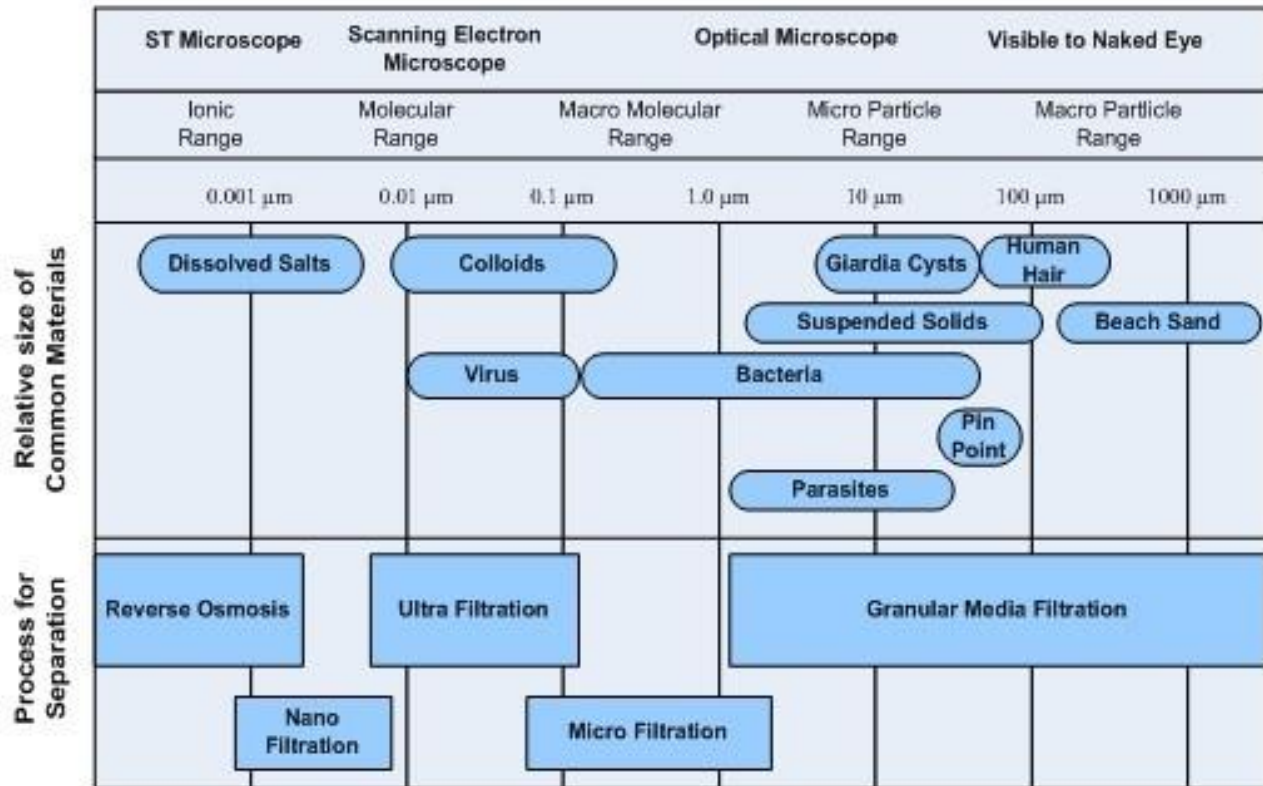 ST Microscope
Scanning Electron
Microscope
Optical Microscope
Visible to Naked Eye
Ionic
Range
Molecular
Range
Macro Molecular
Range
Micro Particle
Range
Macro Partlicle
Range
0.001 µm
0.01 µm
0.1 µm
1.0 µm
10 µm
100 µm
1000 µm
Relative size of
Common Materials
Dissolved Salts
Colloids
Giardia Cysts
Human
Hair
Suspended Solids
Beach Sand
Virus
Bacteria
Pin
Point
Parasites
Process for
Separation
Reverse Osmosis
Ultra Filtration
Granular Media Filtration
Nano
Filtration
Micro Filtration